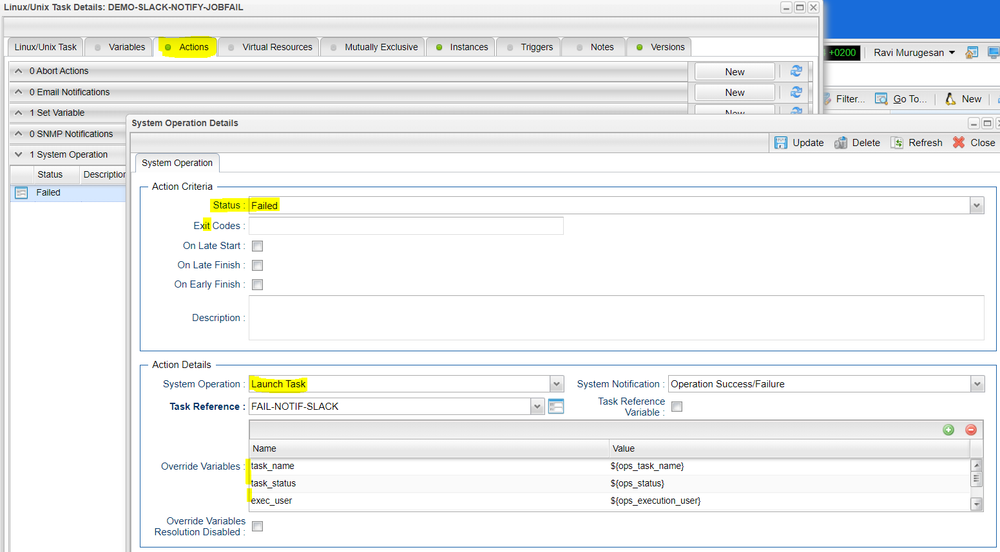 Linux/Unix Task Details: DEMO-SLACK-NOTIFY-JOBFAIL
Linux/Unix Task Variables Actions Virtual Resources Mutually Exclusive Instances Triggers Notes Versions
+0200 Ravi Murugesan
0 Abort Actions New
0 Email Notifications New
Filter... Go To... New
1 Set Variable New
0 SNMP Notifications
1 System Operation
Status Description
Failed
System Operation Details
Update Delete Refresh Close
System Operation
Action Criteria
Status : Failed
Exit Codes :
On Late Start :
On Late Finish :
On Early Finish :
Description :
Action Details
System Operation : Launch Task System Notification : Operation Success/Failure
Task Reference : FAIL-NOTIF-SLACK Task Reference
Variable :
Name Value
Override Variables : task_name ${ops_task_name}
task_status ${ops_status}
exec_user ${ops_execution_user}
Override Variables
Resolution Disabled :